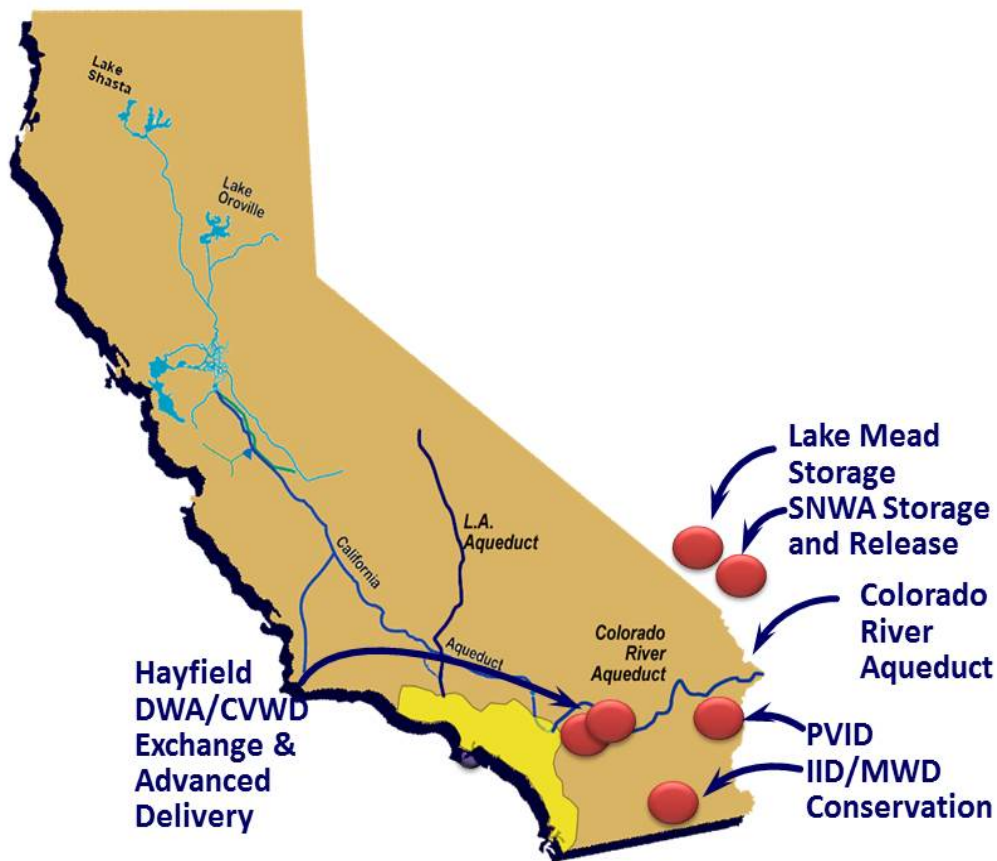 Lake
Shasta
Lake
Oroville
L.A.
Aqueduct
California
Aqueduct
Colorado
River
Aqueduct
Lake Mead
Storage
SNWA Storage
and Release
Colorado
River
Aqueduct
Hayfield
DWA/CVWD
Exchange &
Advanced
Delivery
PVID
IID/MWD
Conservation